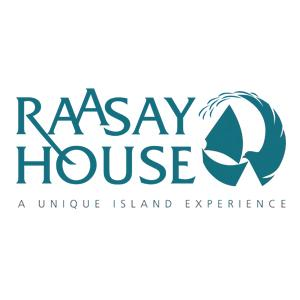 RAASAY
HOUSE
A UNIQUE ISLAND EXPERIENCE